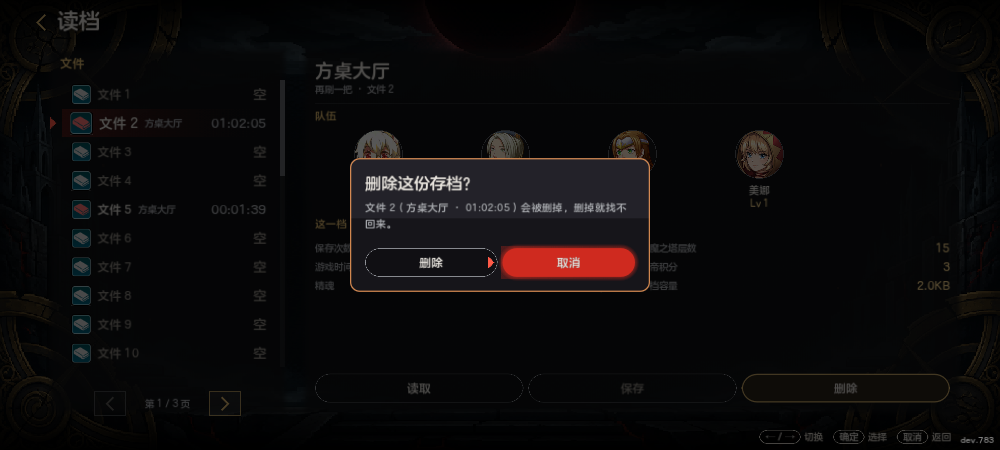 读档
文件
文件 1 空
文件 2 方桌大厅 01:02:05
文件 3 空
文件 4 空
文件 5 方桌大厅 00:01:39
文件 6 空
文件 7 空
文件 8 空
文件 9 空
文件 10 空
第 1 / 3 页
方桌大厅
再刷一把 · 文件 2
队伍
美娜
Lv 1
这一档
保存次数
游戏时间
精魂
魔之塔层数 15
积分 3
档容量 2.0KB
删除这份存档?
文件 2 ( 方桌大厅 · 01:02:05 ) 会被删掉，删掉就找不
回来。
删除
取消
读取
保存
删除
←/→ 切换 确定 选择 取消 返回
dev.783